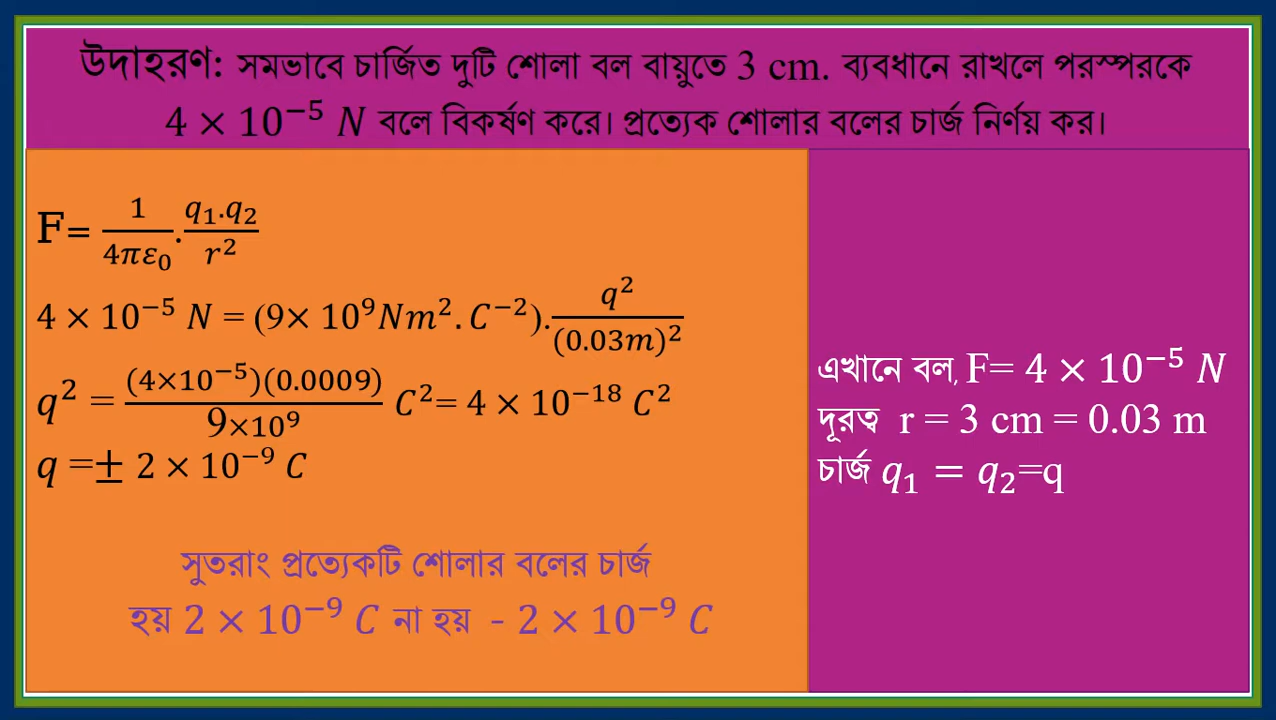 উদাহরণ: সমভাবে চার্জিত দুটি শোলা বল বায়ুতে 3 cm. ব্যবধানে রাখলে পরস্পরকে
4 × 10⁻⁵ N বলে বিকর্ষণ করে। প্রত্যেক শোলার বলের চার্জ নির্ণয় কর।
F= 1/(4πε₀) . (q₁.q₂)/r²
4 × 10⁻⁵ N = (9× 10⁹Nm².C⁻²). q²/(0.03m)²
q² = (4×10⁻⁵)(0.0009)/(9×10⁹) C²= 4 × 10⁻¹⁸ C²
q =± 2 × 10⁻⁹ C
সুতরাং প্রত্যেকটি শোলার বলের চার্জ
হয় 2 × 10⁻⁹ C না হয় - 2 × 10⁻⁹ C
এখানে বল, F= 4 × 10⁻⁵ N
দূরত্ব r = 3 cm = 0.03 m
চার্জ q₁ = q₂=q